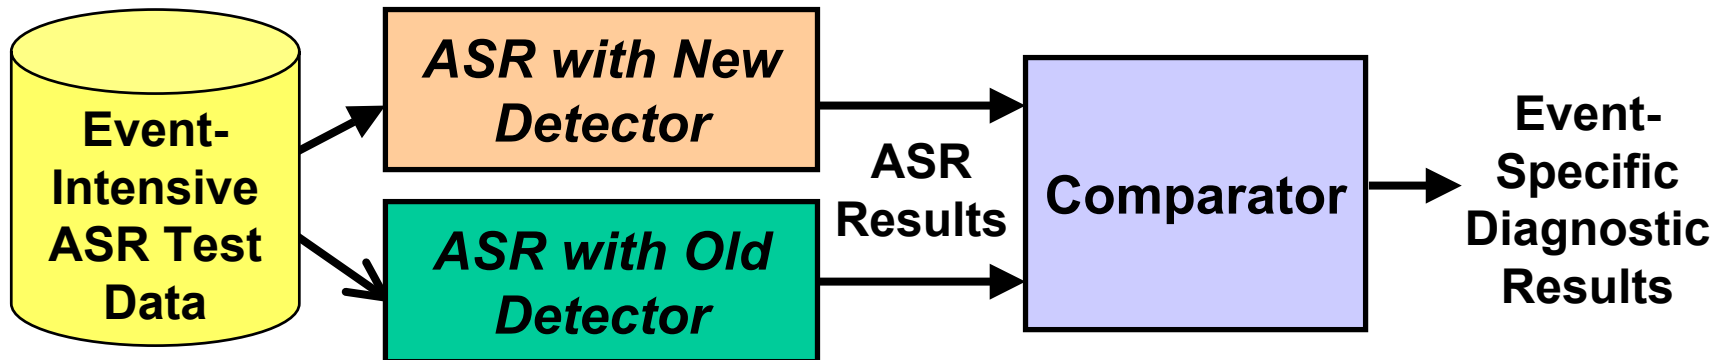 Event-
Intensive
ASR Test
Data
ASR with New
Detector
ASR with Old
Detector
ASR
Results
Comparator
Event-
Specific
Diagnostic
Results